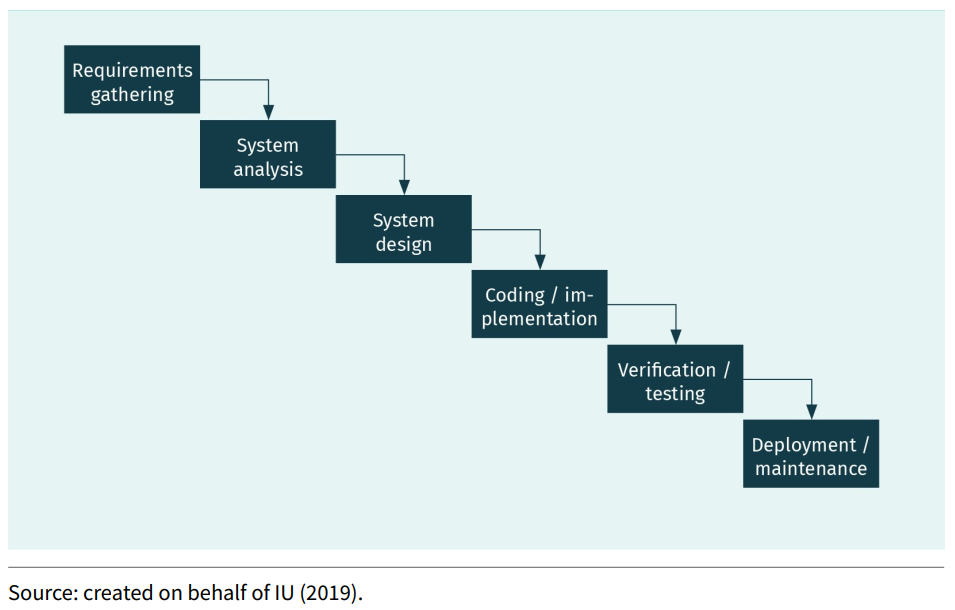 Requirements
gathering
System
analysis
System
design
Coding / im-
plementation
Verification /
testing
Deployment /
maintenance
Source: created on behalf of IU (2019).